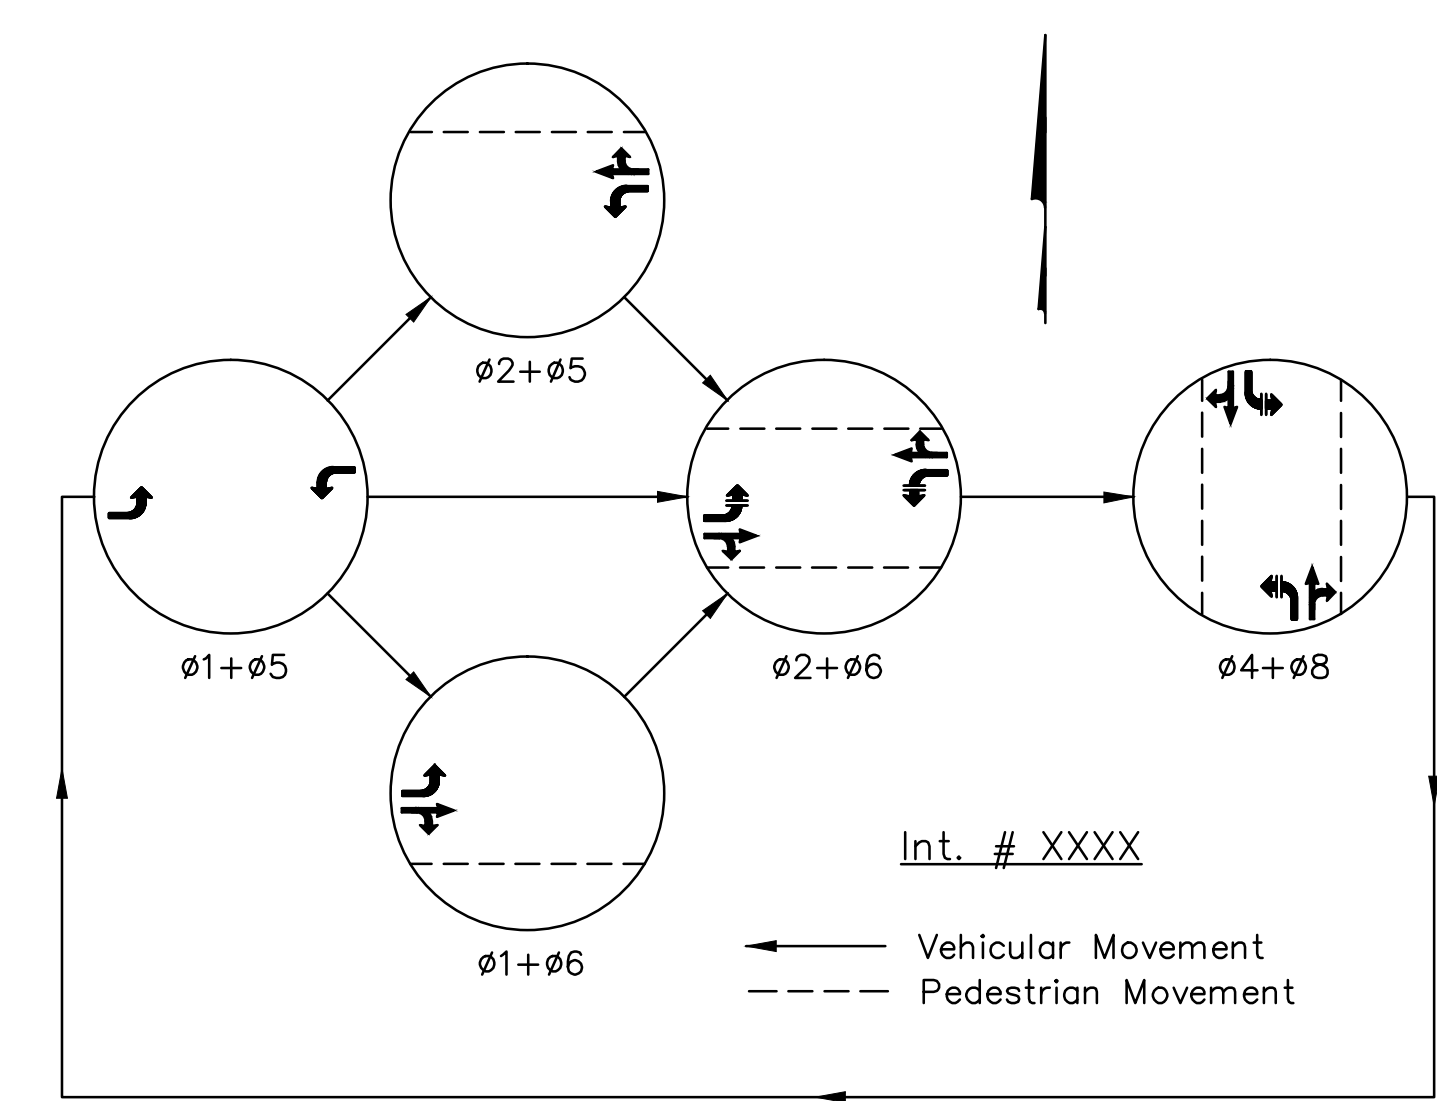 ø2+ø5
ø1+ø5
ø2+ø6
ø4+ø8
ø1+ø6
Int. # XXXX
Vehicular Movement
Pedestrian Movement